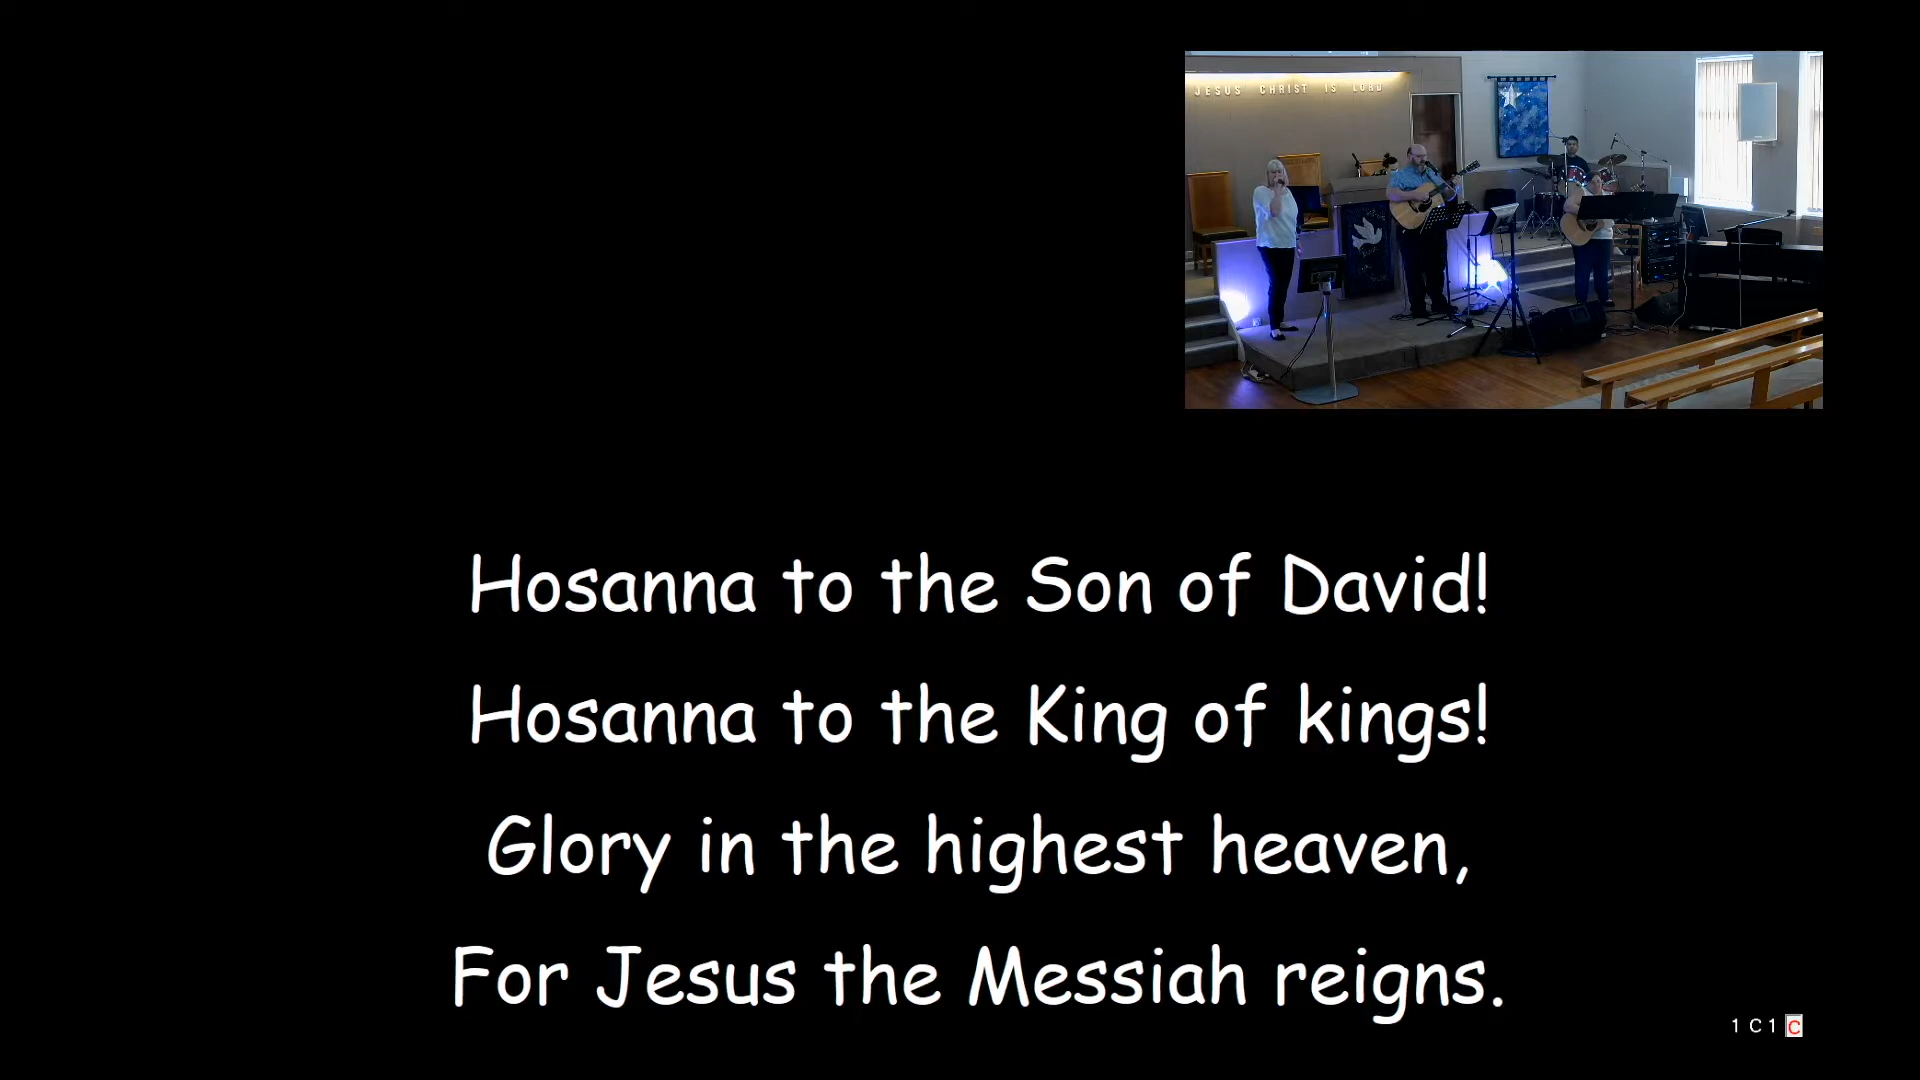 JESUS CHRIST IS LORD
Hosanna to the Son of David!
Hosanna to the King of kings!
Glory in the highest heaven,
For Jesus the Messiah reigns.
1 C 1 C